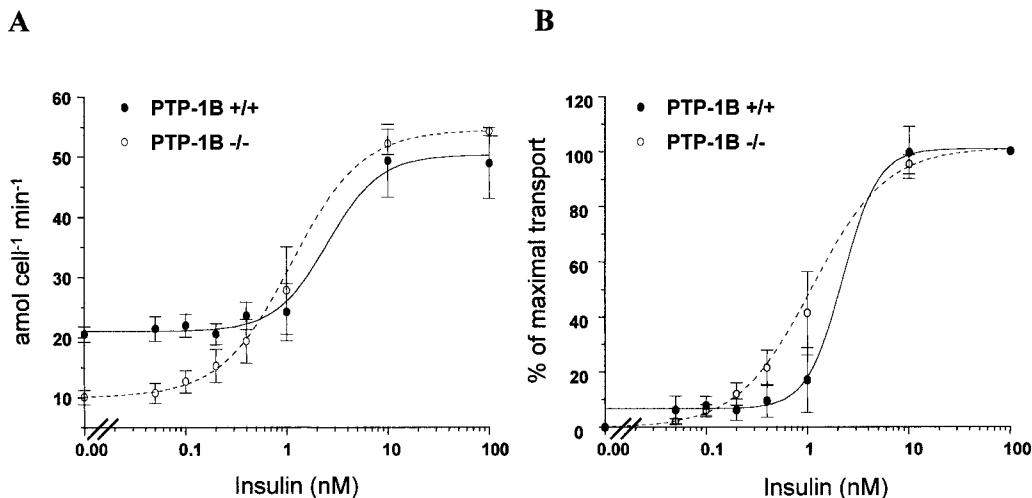 A
60
50
40
30
20
10
amol cell-1 min-1
PTP-1B +/+
PTP-1B -/-
0.00
0.1
1
10
100
Insulin (nM)
B
120
100
80
60
40
20
0
% of maximal transport
PTP-1B +/+
PTP-1B -/-
0.00
0.1
1
10
100
Insulin (nM)